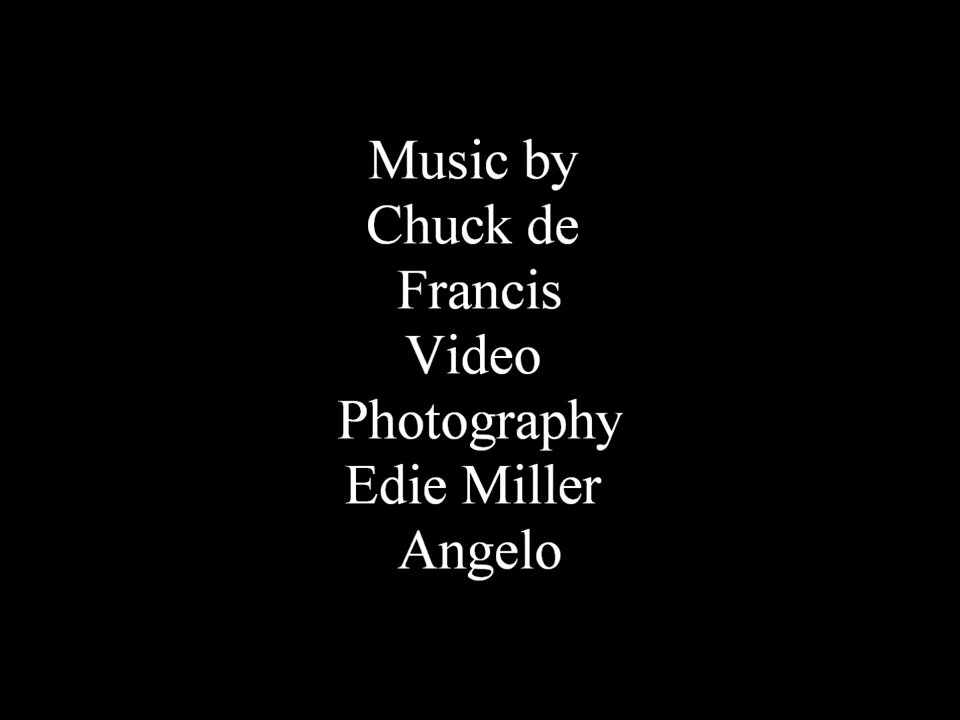 Music by
Chuck de
Francis
Video
Photography
Edie Miller
Angelo